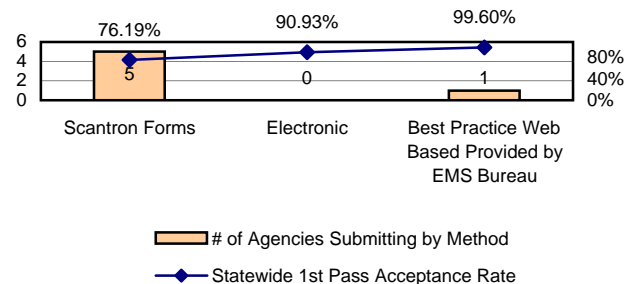 76.19% 90.93% 99.60%
6
4
2
0
5
0
1
80%
40%
0%
Scantron Forms
Electronic
Best Practice Web
Based Provided by
EMS Bureau
# of Agencies Submitting by Method
Statewide 1st Pass Acceptance Rate